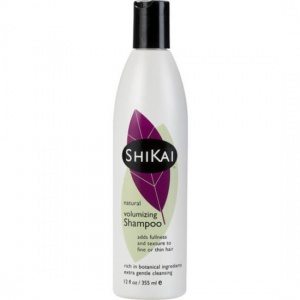 SHIKAI
natural
volumizing
Shampoo
adds fullness
and texture to
fine or thin hair
rich in botanical ingredients
extra gentle cleansing
12 fl oz / 355 ml ℮